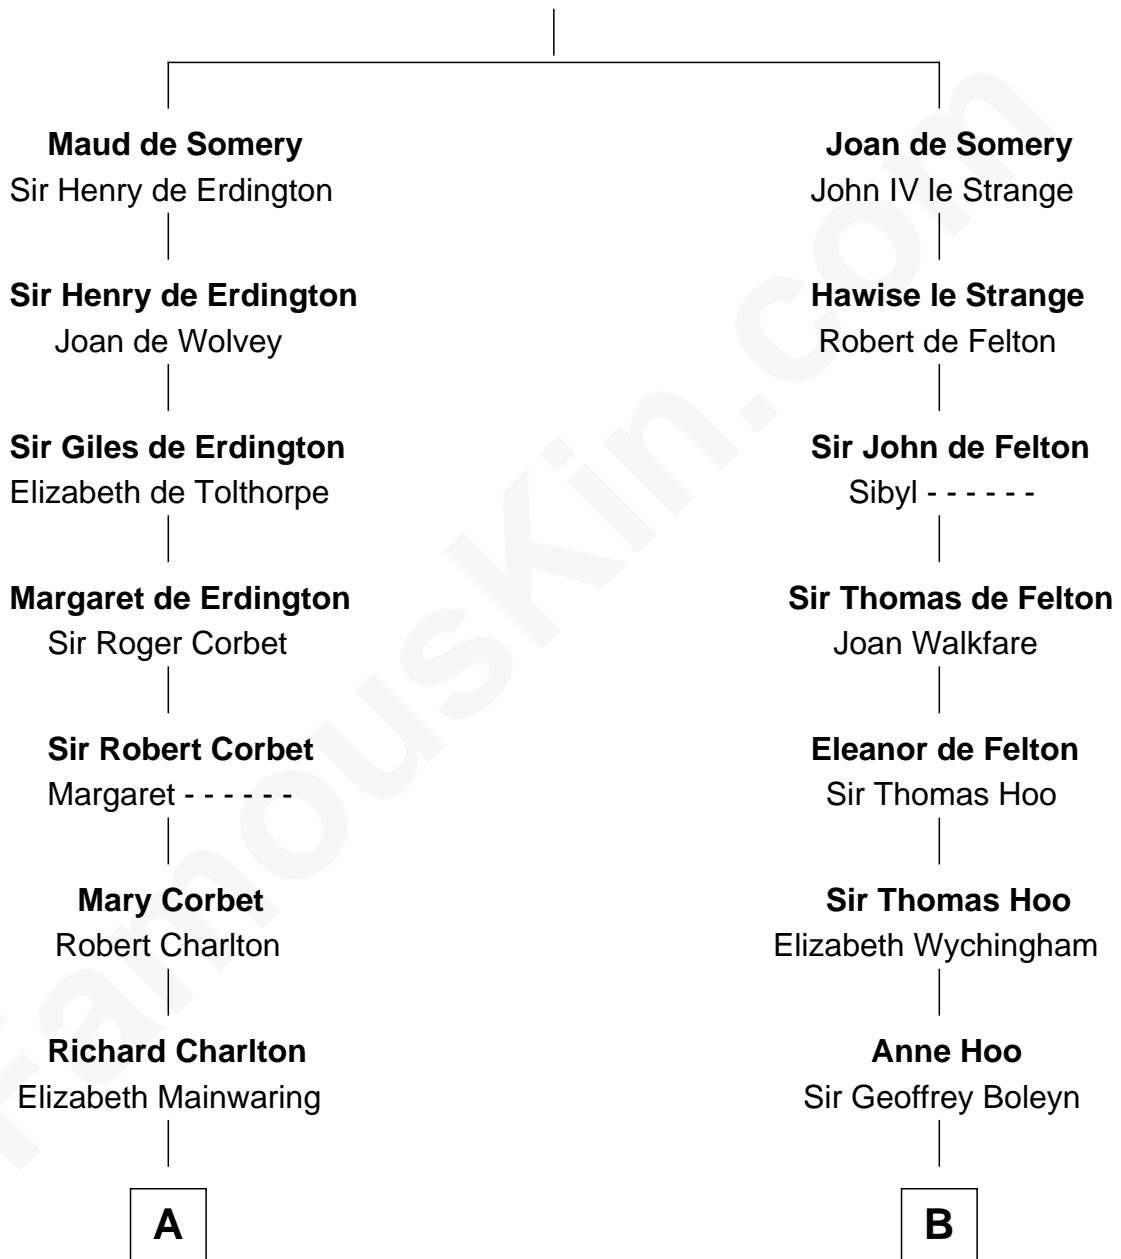 Maud de Somery
Sir Henry de Erdington
Sir Henry de Erdington
Joan de Wolvey
Sir Giles de Erdington
Elizabeth de Tolthorpe
Margaret de Erdington
Sir Roger Corbet
Sir Robert Corbet
Margaret - - - - - -
Mary Corbet
Robert Charlton
Richard Charlton
Elizabeth Mainwaring
A
Joan de Somery
John IV le Strange
Hawise le Strange
Robert de Felton
Sir John de Felton
Sibyl - - - - - -
Sir Thomas de Felton
Joan Walkfare
Eleanor de Felton
Sir Thomas Hoo
Sir Thomas Hoo
Elizabeth Wychingham
Anne Hoo
Sir Geoffrey Boleyn
B
FamousKin.com